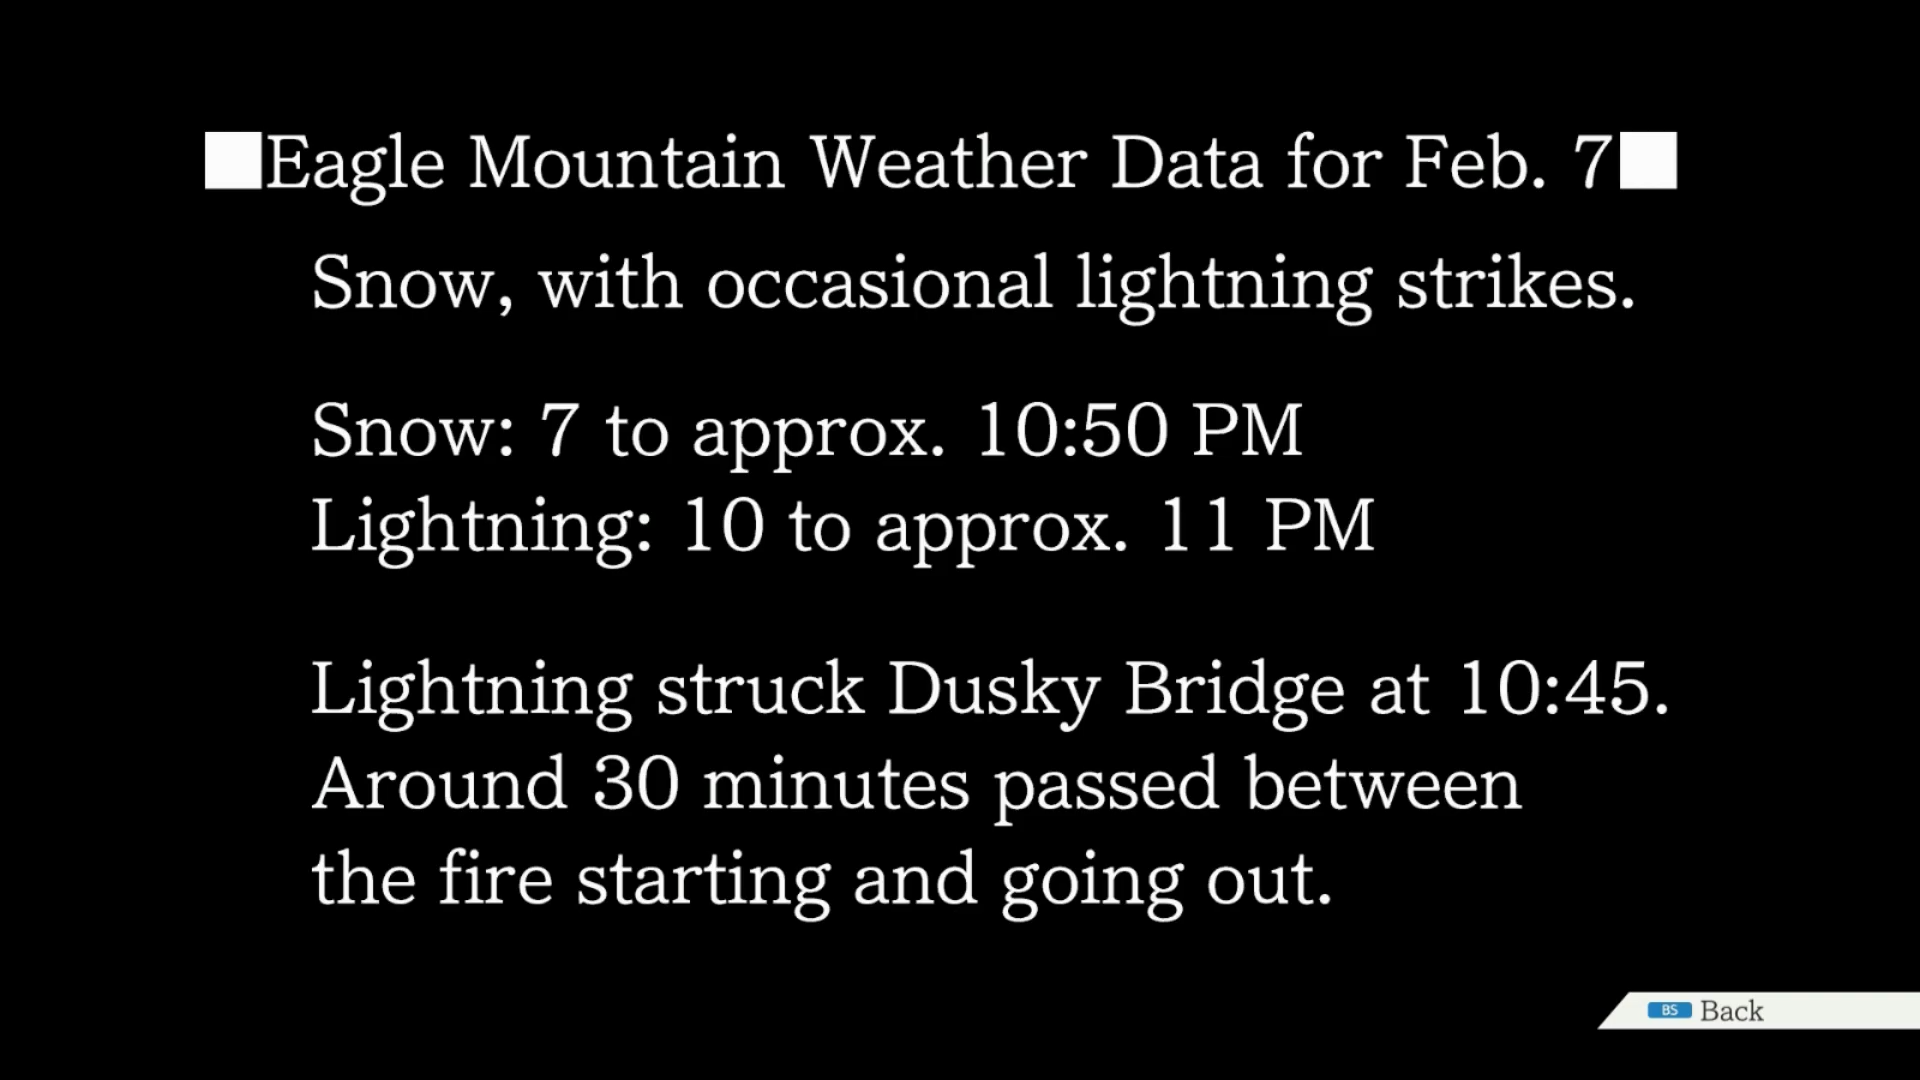 ■Eagle Mountain Weather Data for Feb. 7■
Snow, with occasional lightning strikes.
Snow: 7 to approx. 10:50 PM
Lightning: 10 to approx. 11 PM
Lightning struck Dusky Bridge at 10:45.
Around 30 minutes passed between
the fire starting and going out.
BS Back